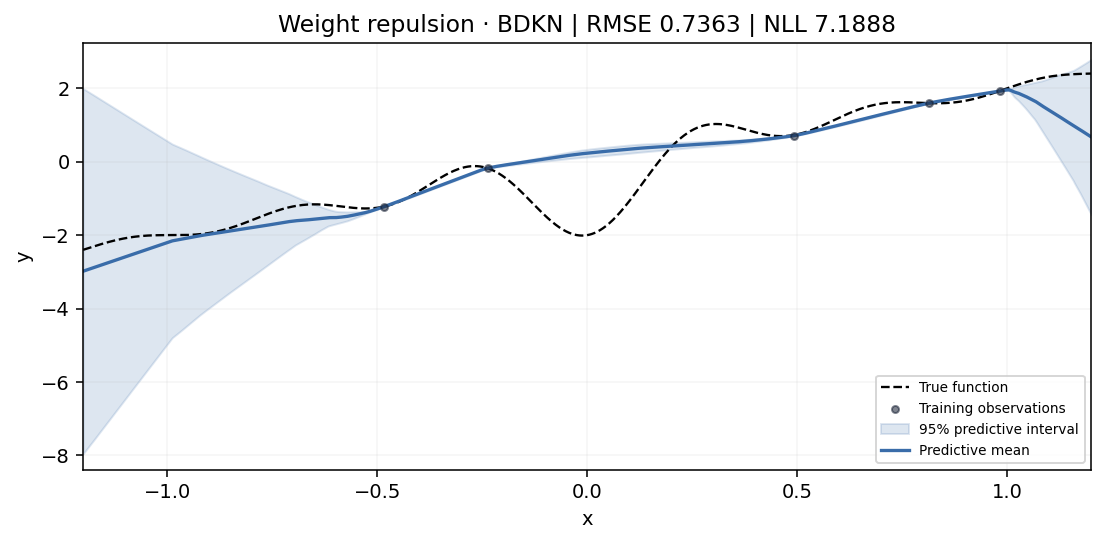 Weight repulsion · BDKN | RMSE 0.7363 | NLL 7.1888
y
2
0
−2
−4
−6
−8
True function
Training observations
95% predictive interval
Predictive mean
−1.0
−0.5
0.0
0.5
1.0
x